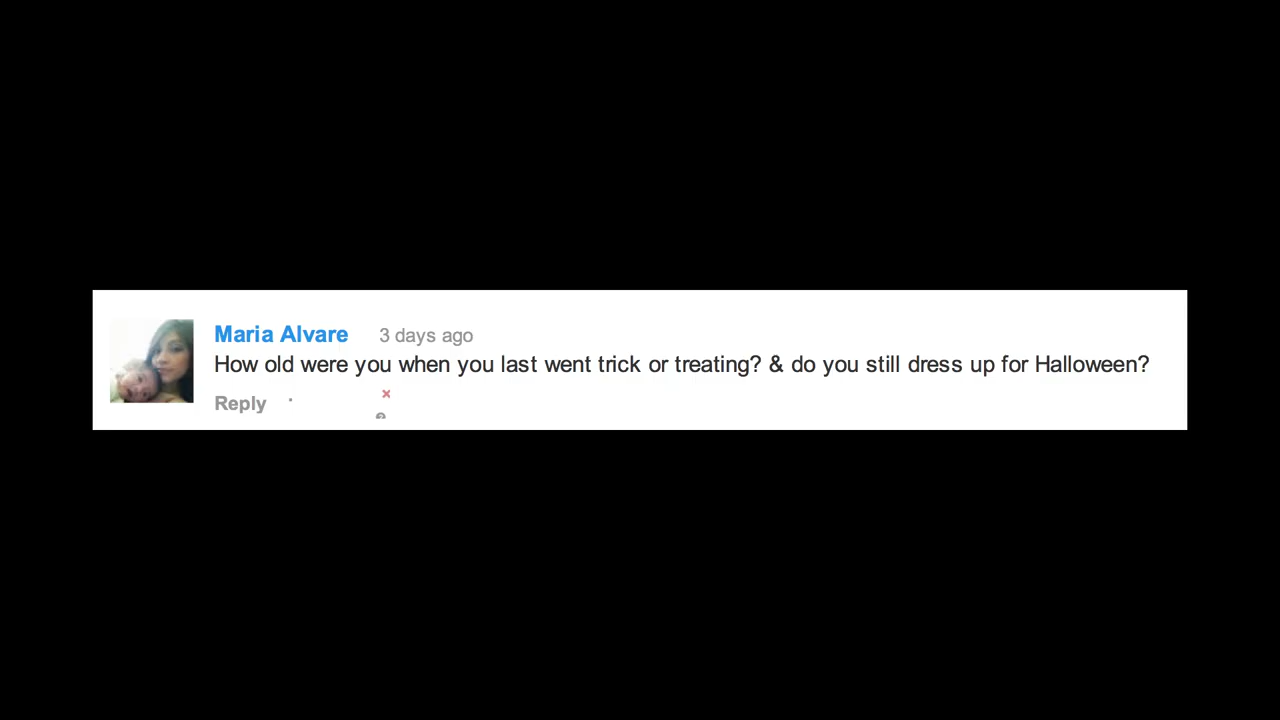 Maria Alvare 3 days ago
How old were you when you last went trick or treating? & do you still dress up for Halloween?
Reply